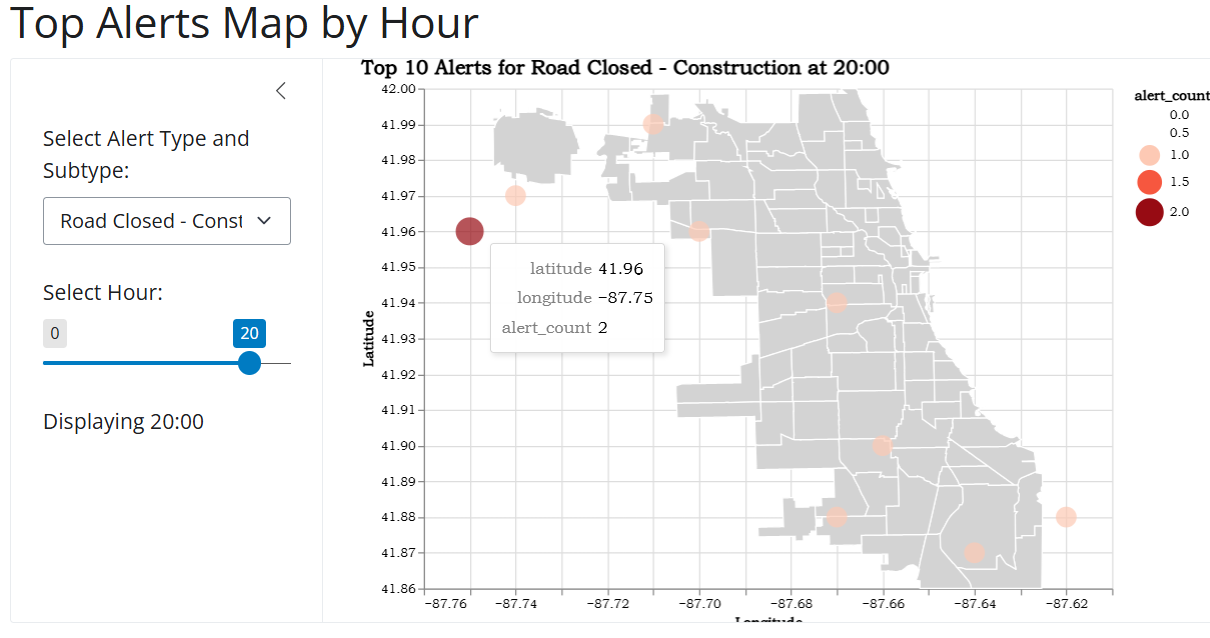 Top Alerts Map by Hour
Select Alert Type and
Subtype:
Road Closed - Const
Select Hour:
0
20
Displaying 20:00
Top 10 Alerts for Road Closed - Construction at 20:00
42.00
41.99
41.98
41.97
41.96
41.95
41.94
41.93
41.92
41.91
41.90
41.89
41.88
41.87
41.86
Latitude
latitude 41.96
longitude −87.75
alert_count 2
−87.76
−87.74
−87.72
−87.70
−87.68
−87.66
−87.64
−87.62
Longitude
alert_count
0.0
0.5
1.0
1.5
2.0